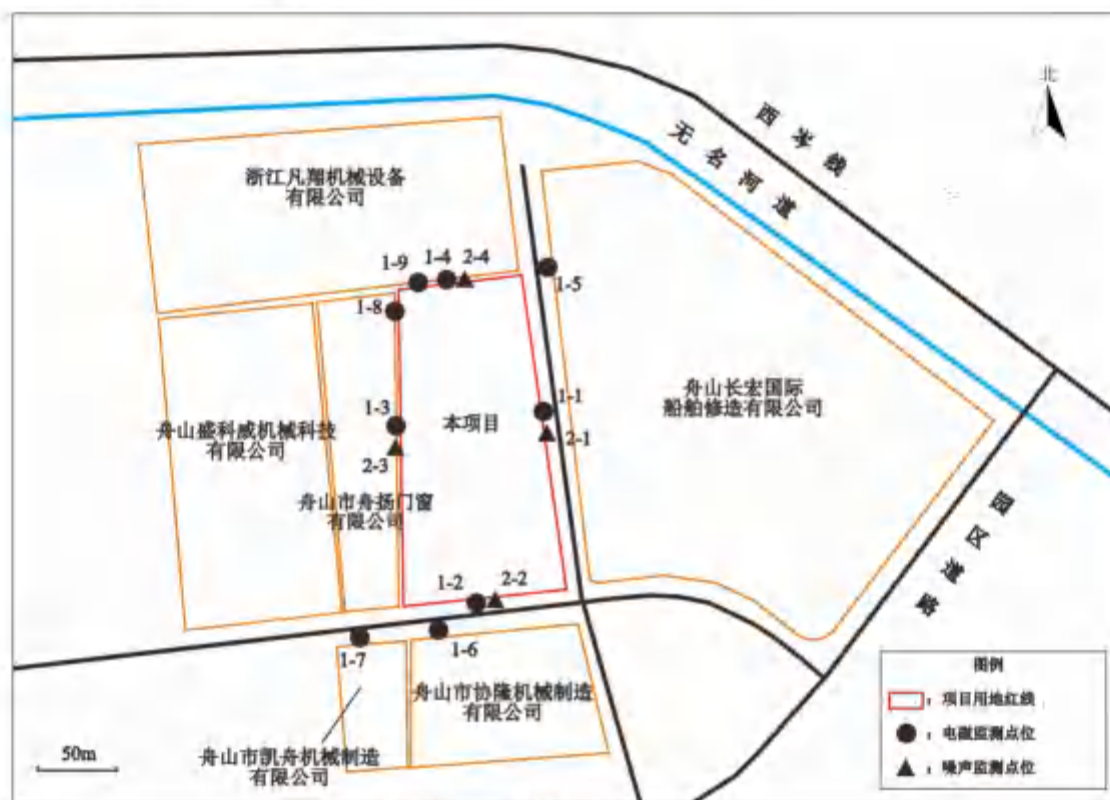 北
西岑线
无名河道
浙江凡翔机械设备
有限公司
1-9
1-4
2-4
1-5
1-8
舟山长宏国际
船舶修造有限公司
1-1
1-3
本项目
2-1
舟山盛科威机械科技
有限公司
2-3
舟山市舟扬门窗
有限公司
园区道路
1-2
2-2
1-7
1-6
舟山市协隆机械制造
有限公司
舟山市凯舟机械制造
有限公司
50m
图例
：项目用地红线
：电磁监测点位
：噪声监测点位